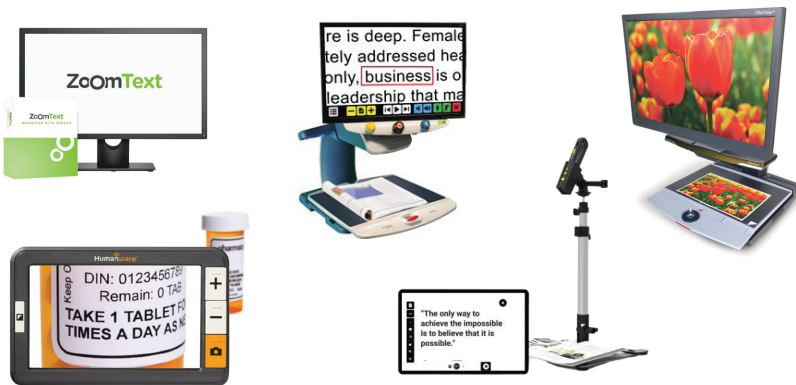 ZoomText
ZoomText
MAGNIFIER WITH SPEECH
re is deep. Female
tely addressed hea
only, business is o
leadership that ma
HumanWare
pharmac
Keep O
DIN: 0123456789
Remain: 0 TAB
TAKE 1 TABLET FO
TIMES A DAY AS NE
"The only way to
achieve the impossible
is to believe that it is
possible."